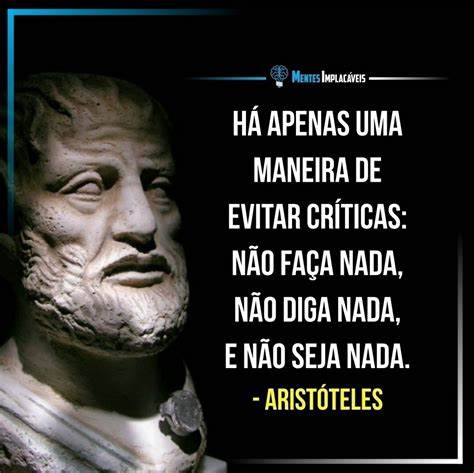 Mentes Implacáveis
HÁ APENAS UMA
MANEIRA DE
EVITAR CRÍTICAS:
NÃO FAÇA NADA,
NÃO DIGA NADA,
E NÃO SEJA NADA.
- ARISTÓTELES